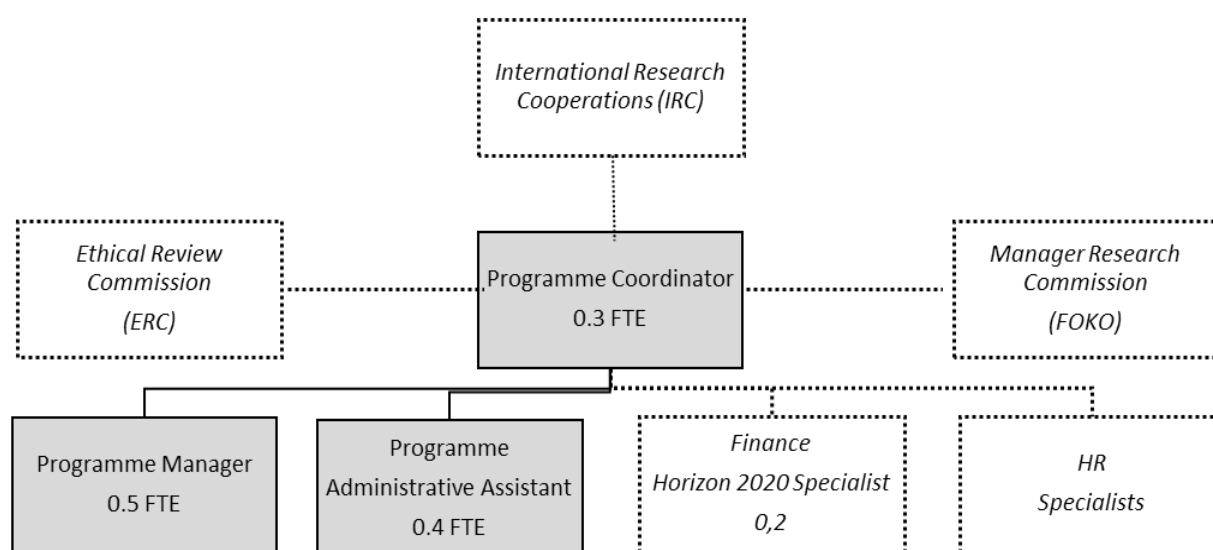 International Research
Cooperations (IRC)
Ethical Review
Commission
(ERC)
Programme Coordinator
0.3 FTE
Manager Research
Commission
(FOKO)
Programme Manager
0.5 FTE
Programme
Administrative Assistant
0.4 FTE
Finance
Horizon 2020 Specialist
0,2
HR
Specialists